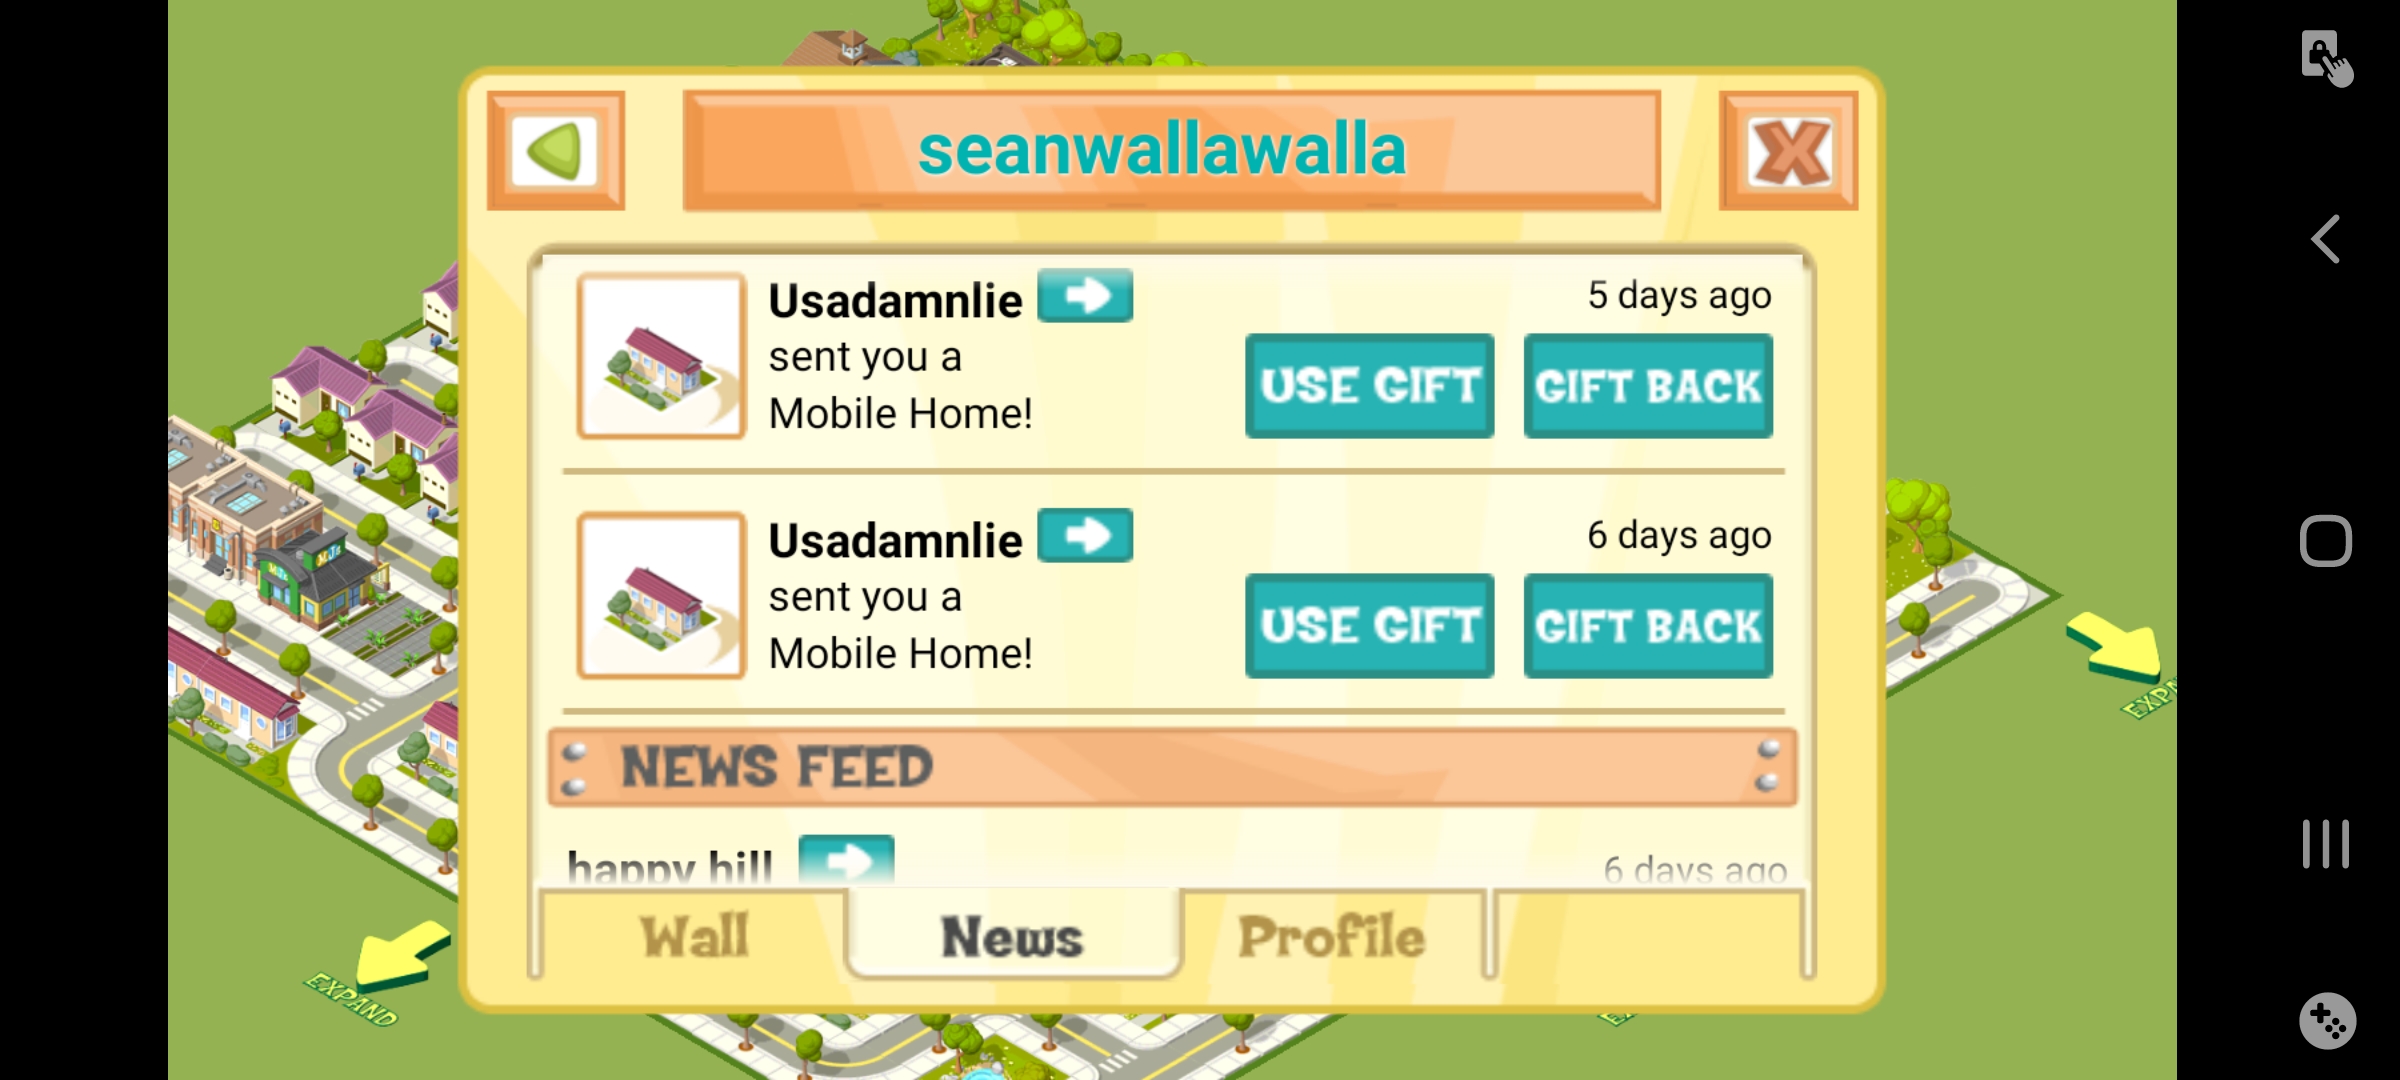 seanwallawalla
Usadamnlie
5 days ago
sent you a
Mobile Home!
USE GIFT
GIFT BACK
Usadamnlie
6 days ago
sent you a
Mobile Home!
USE GIFT
GIFT BACK
NEWS FEED
happy hill
6 days ago
Wall
News
Profile
EXPAND